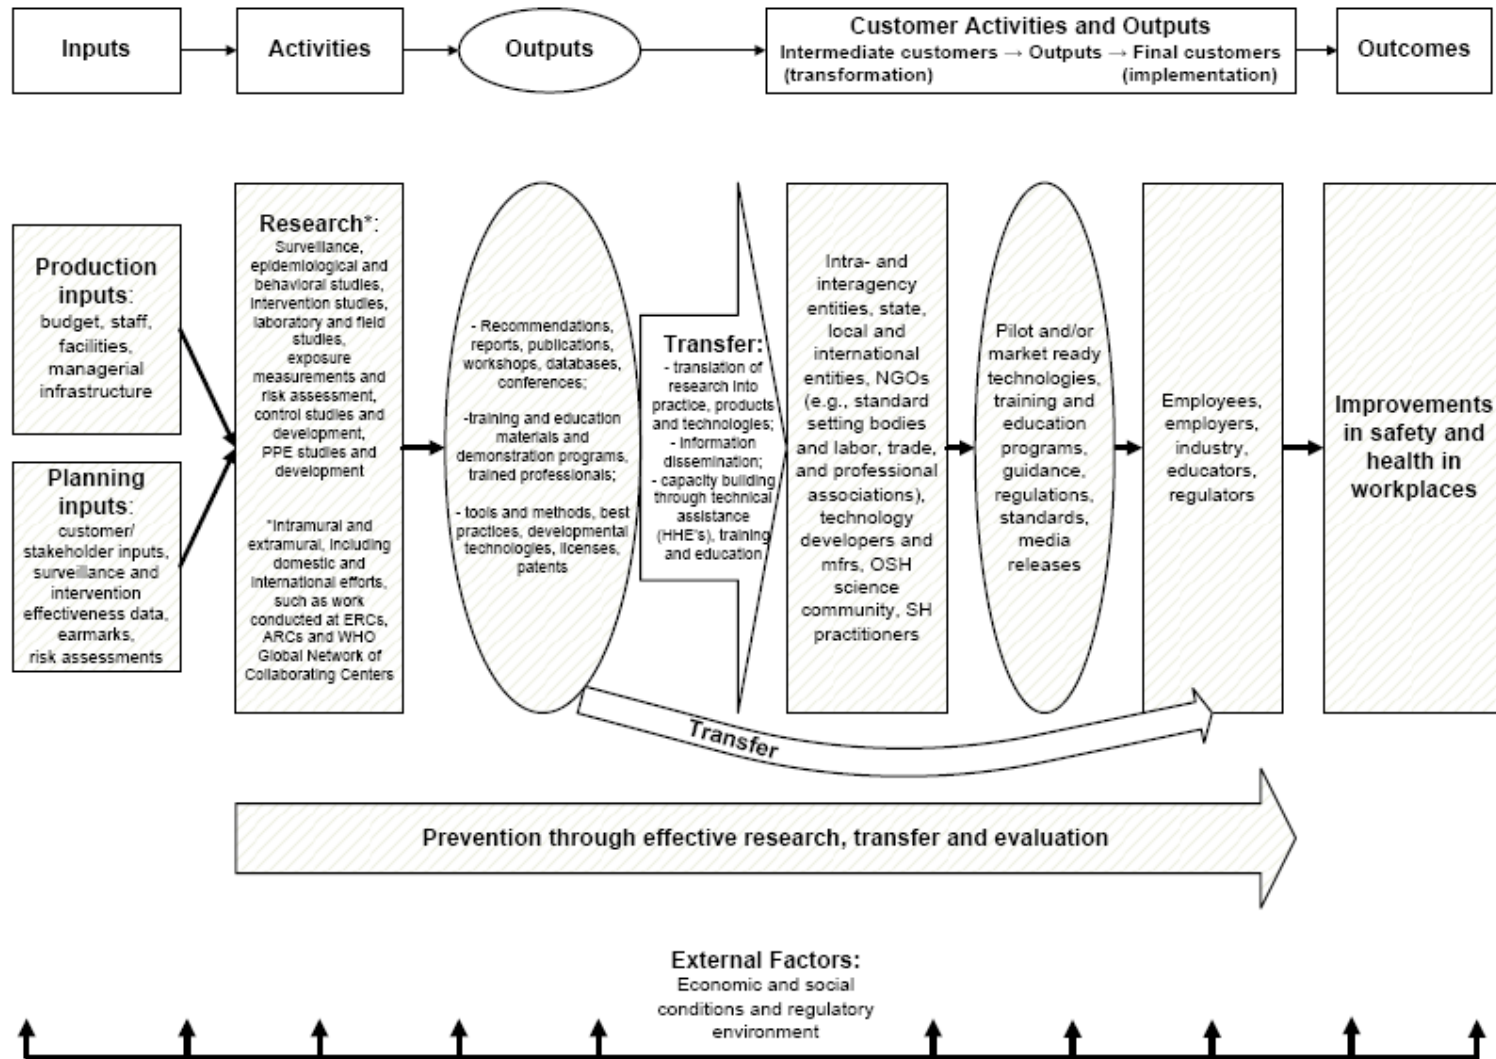 Inputs
Activities
Outputs
Customer Activities and Outputs
Intermediate customers → Outputs → Final customers
(transformation) (implementation)
Outcomes
Production
inputs:
budget, staff,
facilities,
managerial
infrastructure
Planning
inputs:
customer/
stakeholder inputs,
surveillance and
intervention
effectiveness data,
earmarks,
risk assessments
Research*:
Surveillance,
epidemiological and
behavioral studies,
intervention studies,
laboratory and field
studies,
exposure
measurements and
risk assessment,
control studies and
development,
PPE studies and
development
*Intramural and
extramural, including
domestic and
international efforts,
such as work
conducted at ERCs,
ARCs and WHO
Global Network of
Collaborating Centers
- Recommendations,
reports, publications,
workshops, databases,
conferences;
-training and education
materials and
demonstration programs,
trained professionals;
- tools and methods, best
practices, developmental
technologies, licenses,
patents
Transfer:
- translation of
research into
practice, products
and technologies;
- information
dissemination;
- capacity building
through technical
assistance
(HHE's), training
and education
Intra- and
interagency
entities, state,
local and
international
entities, NGOs
(e.g., standard
setting bodies
and labor, trade,
and professional
associations),
technology
developers and
mfrs, OSH
science
community, SH
practitioners
Pilot and/or
market ready
technologies,
training and
education
programs,
guidance,
regulations,
standards,
media
releases
Employees,
employers,
industry,
educators,
regulators
Improvements
in safety and
health in
workplaces
Transfer
Prevention through effective research, transfer and evaluation
External Factors:
Economic and social
conditions and regulatory
environment